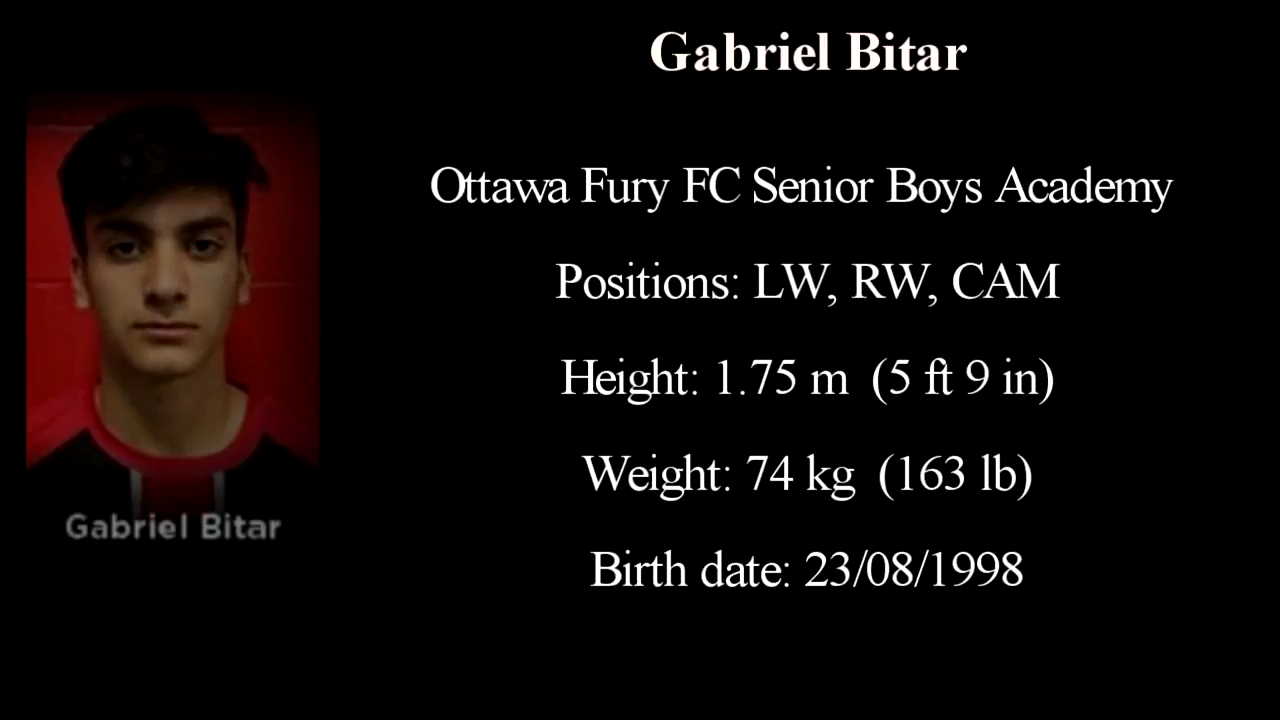 Gabriel Bitar
Ottawa Fury FC Senior Boys Academy
Positions: LW, RW, CAM
Height: 1.75 m  (5 ft 9 in)
Weight: 74 kg  (163 lb)
Birth date: 23/08/1998
Gabriel Bitar